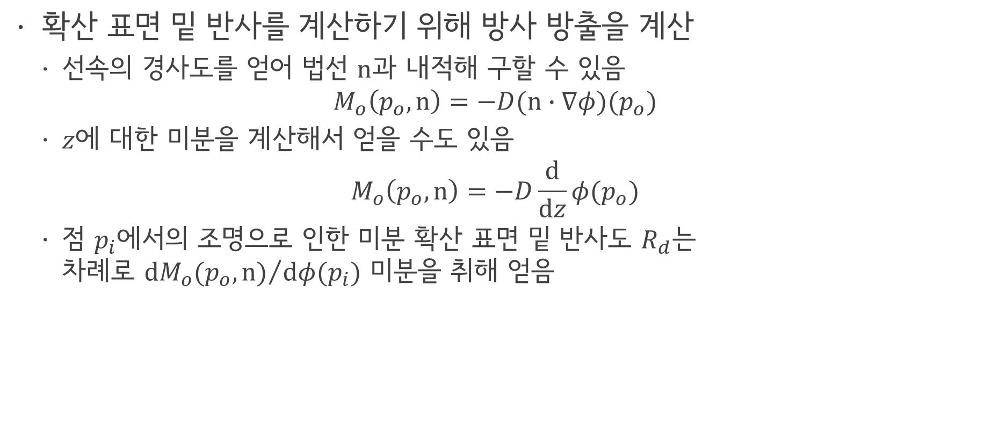 · 확산 표면 밑 반사를 계산하기 위해 방사 방출을 계산
· 선속의 경사도를 얻어 법선 n과 내적해 구할 수 있음
$M_o(p_o, \mathrm{n}) = -D(\mathrm{n} \cdot \nabla\phi)(p_o)$
· $z$에 대한 미분을 계산해서 얻을 수도 있음
$M_o(p_o, \mathrm{n}) = -D \frac{\mathrm{d}}{\mathrm{d}z} \phi(p_o)$
· 점 $p_i$에서의 조명으로 인한 미분 확산 표면 밑 반사도 $R_d$는
차례로 $\mathrm{d}M_o(p_o, \mathrm{n})/\mathrm{d}\phi(p_i)$ 미분을 취해 얻음